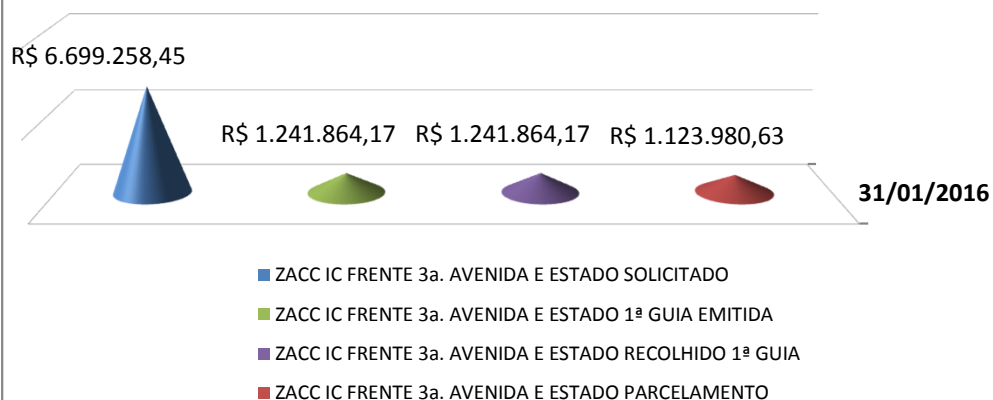 R$ 6.699.258,45
R$ 1.241.864,17 R$ 1.241.864,17 R$ 1.123.980,63
31/01/2016
ZACC IC FRENTE 3a. AVENIDA E ESTADO SOLICITADO
ZACC IC FRENTE 3a. AVENIDA E ESTADO 1ª GUIA EMITIDA
ZACC IC FRENTE 3a. AVENIDA E ESTADO RECOLHIDO 1ª GUIA
ZACC IC FRENTE 3a. AVENIDA E ESTADO PARCELAMENTO